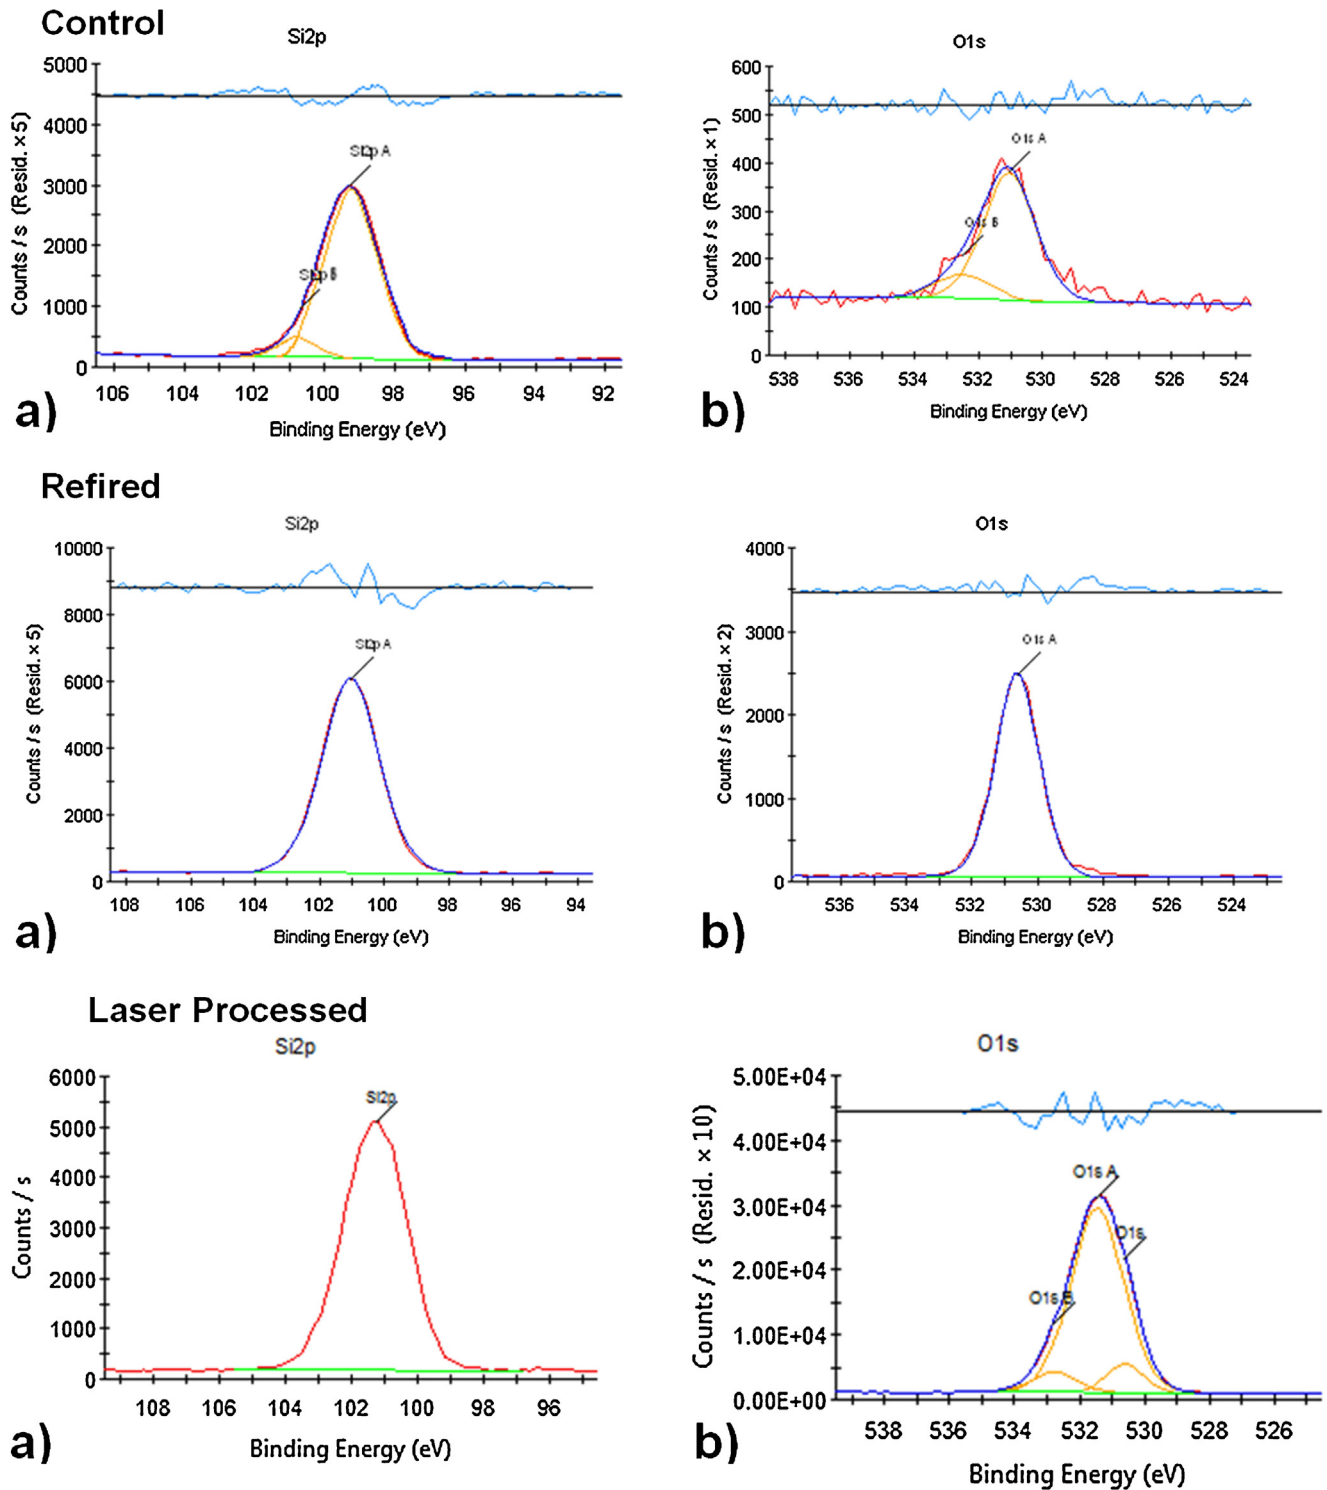 Control
Si2p
5000
4000
3000
2000
1000
0
Counts / s (Resid. ×5)
Si2p A
Si2p B
106 104 102 100 98 96 94 92
Binding Energy (eV)
a)
O1s
600
500
400
300
200
100
0
Counts / s (Resid. ×1)
O1s A
O1s B
538 536 534 532 530 528 526 524
Binding Energy (eV)
b)
Refired
Si2p
10000
8000
6000
4000
2000
0
Counts / s (Resid. ×5)
Si2p A
108 106 104 102 100 98 96 94
Binding Energy (eV)
a)
O1s
4000
3000
2000
1000
0
Counts / s (Resid. ×2)
O1s A
536 534 532 530 528 526 524
Binding Energy (eV)
b)
Laser Processed
Si2p
6000
5000
4000
3000
2000
1000
0
Counts / s
Si2p
108 106 104 102 100 98 96
Binding Energy (eV)
a)
O1s
5.00E+04
4.00E+04
3.00E+04
2.00E+04
1.00E+04
0.00E+00
Counts / s (Resid. × 10)
O1s A
O1s
O1s B
538 536 534 532 530 528 526
Binding Energy (eV)
b)